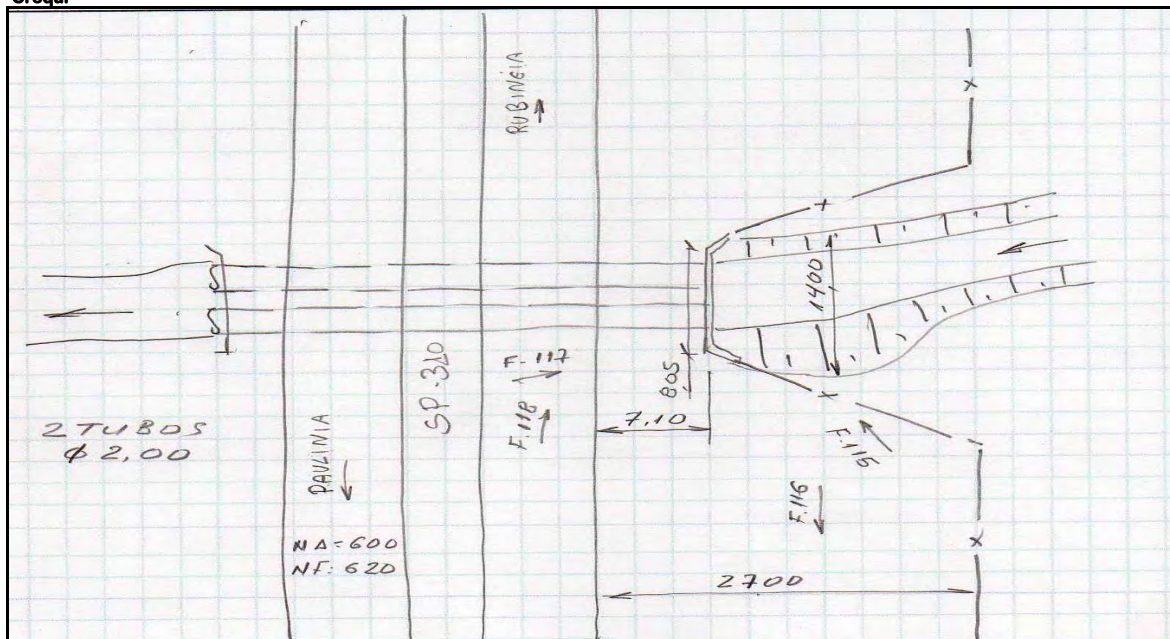 Croqui
RUBINEIA
SP-310
F-117
F.118
PAULINIA
2 TUBOS
ϕ 2,00
NA=600
NF: 620
1400
805
7,10
F.115
F.116
2700